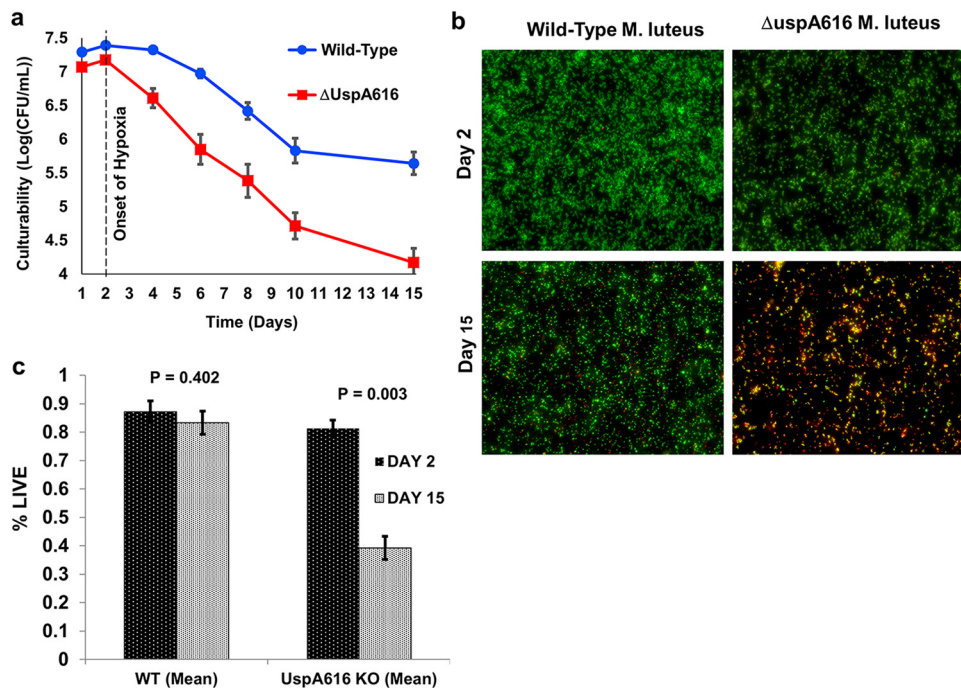 a
7.5
7
6.5
6
5.5
5
4.5
4
Culturability (Log(CFU/mL))
Onset of Hypoxia
Wild-Type
ΔUspA616
1 2 3 4 5 6 7 8 9 10 11 12 13 14 15
Time (Days)
b
Wild-Type M. luteus
ΔuspA616 M. luteus
Day 2
Day 15
c
1
0.9
0.8
0.7
0.6
0.5
0.4
0.3
0.2
0.1
0
% LIVE
P = 0.402
P = 0.003
DAY 2
DAY 15
WT (Mean)
UspA616 KO (Mean)